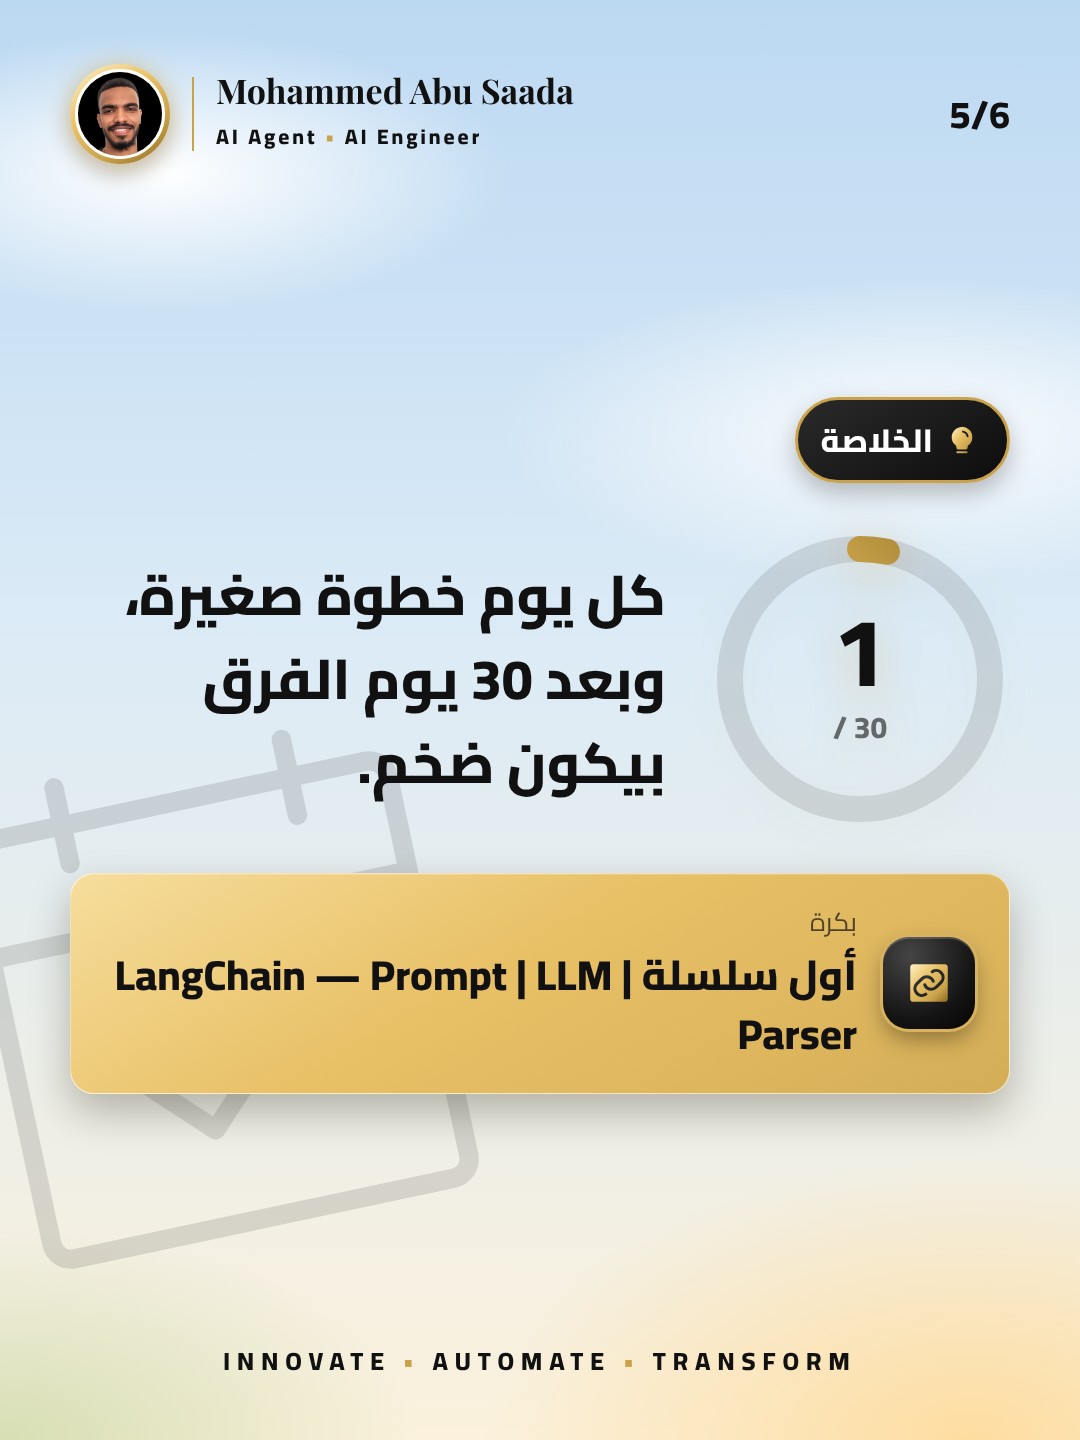 Mohammed Abu Saada
AI Agent ▪ AI Engineer
5/6
الخلاصة
1
/ 30
كل يوم خطوة صغيرة،
وبعد 30 يوم الفرق
بيكون ضخم.
بكرة
أول سلسلة LangChain — Prompt | LLM |
Parser
INNOVATE ▪ AUTOMATE ▪ TRANSFORM